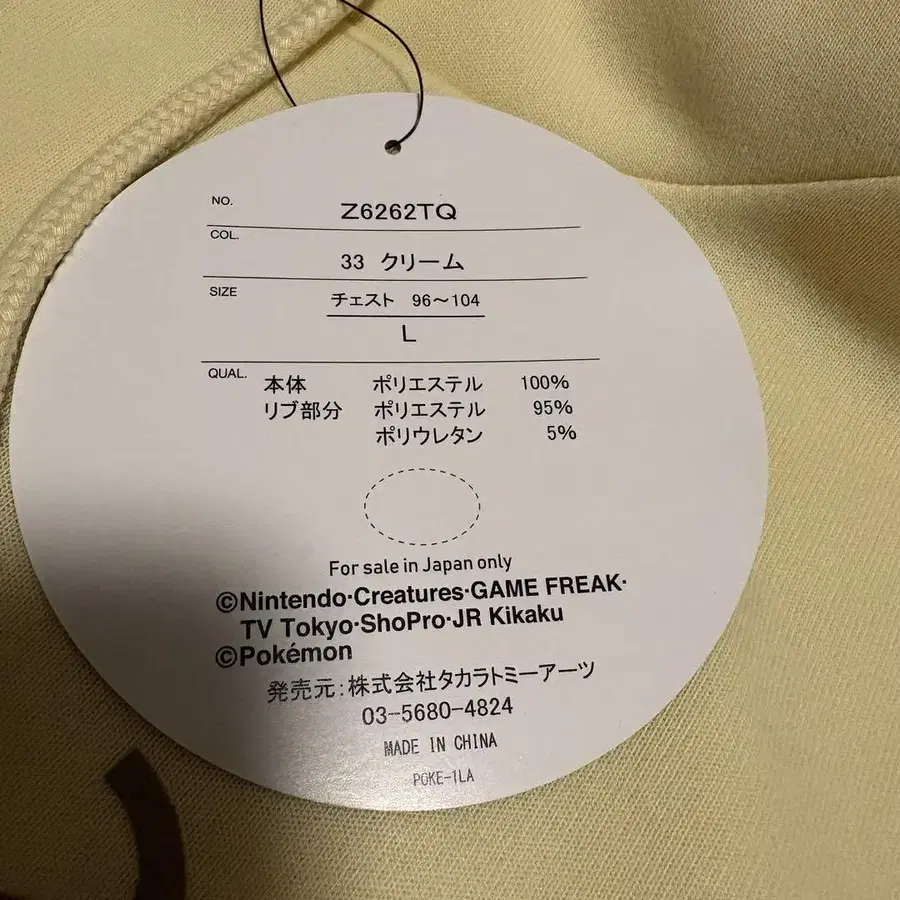 NO.
Z6262TQ
COL.
33 クリーム
SIZE
チェスト 96〜104
L
QUAL.
本体 ポリエステル 100%
リブ部分 ポリエステル 95%
ポリウレタン 5%
For sale in Japan only
©Nintendo·Creatures·GAME FREAK·
TV Tokyo·ShoPro·JR Kikaku
©Pokémon
発売元:株式会社タカラトミーアーツ
03-5680-4824
MADE IN CHINA
POKE-1LA